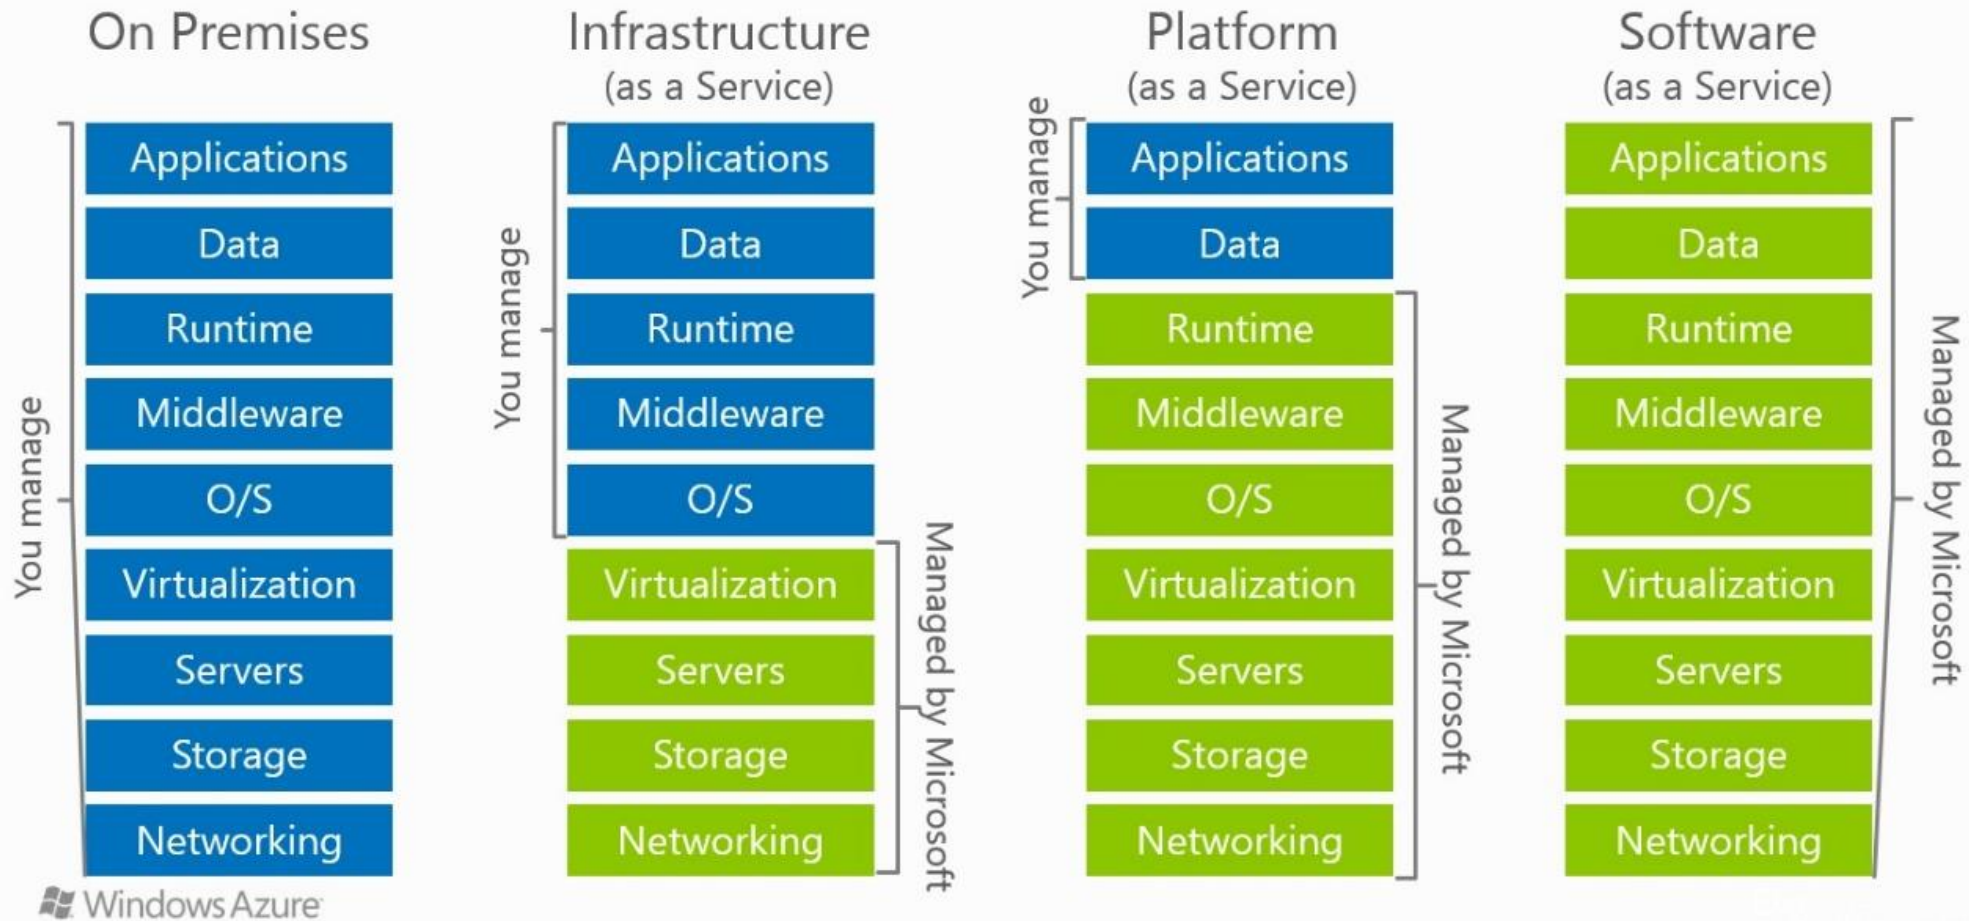 On Premises
You manage
Applications
Data
Runtime
Middleware
O/S
Virtualization
Servers
Storage
Networking
Infrastructure
(as a Service)
You manage
Applications
Data
Runtime
Middleware
O/S
Virtualization
Servers
Storage
Networking
Managed by Microsoft
Platform
(as a Service)
You manage
Applications
Data
Runtime
Middleware
O/S
Virtualization
Servers
Storage
Networking
Managed by Microsoft
Software
(as a Service)
Applications
Data
Runtime
Middleware
O/S
Virtualization
Servers
Storage
Networking
Managed by Microsoft
Windows Azure